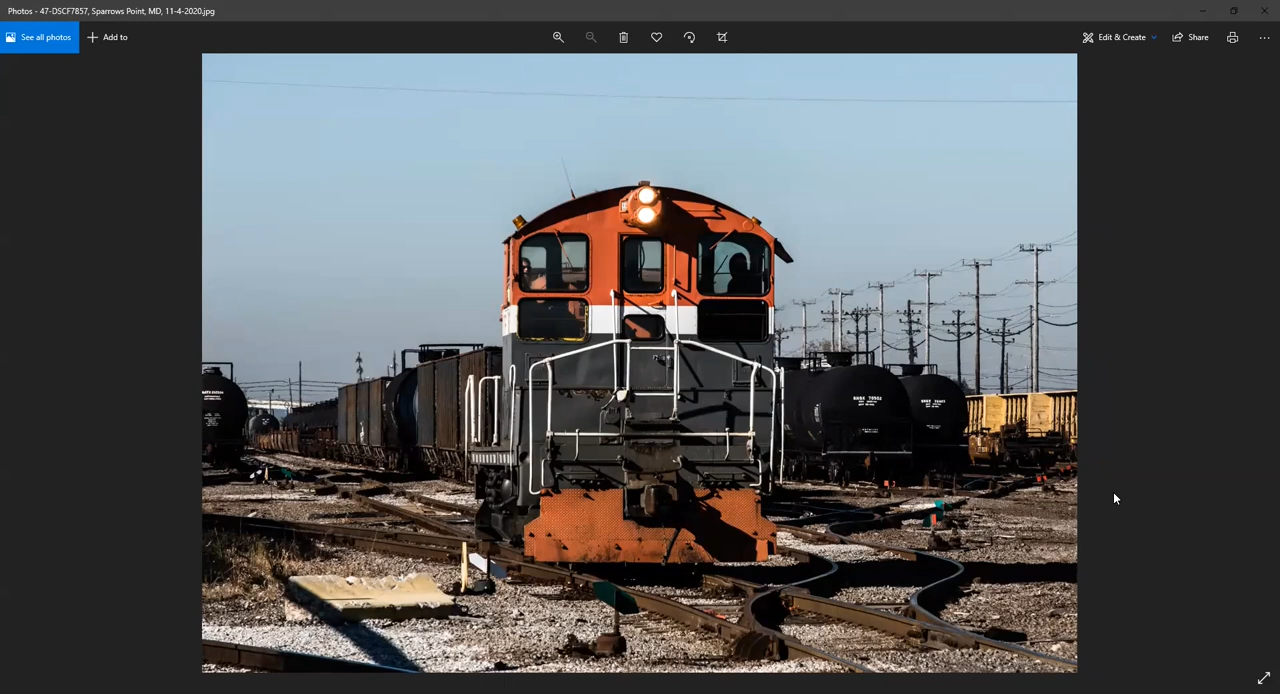 Photos - 47-DSCF7857, Sparrows Point, MD, 11-4-2020.jpg
See all photos
Add to
Edit & Create
Share